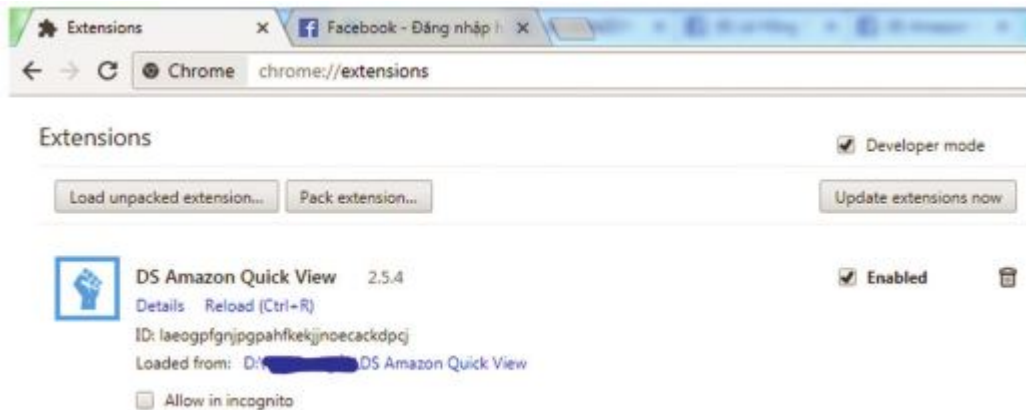 Extensions Facebook - Đăng nhập h
Chrome chrome://extensions
Extensions Developer mode
Load unpacked extension... Pack extension... Update extensions now
DS Amazon Quick View 2.5.4 Enabled
Details Reload (Ctrl+R)
ID: laeogpfgnjpgpahfkekjjnoecackdpcj
Loaded from: D:\ DS Amazon Quick View
Allow in incognito